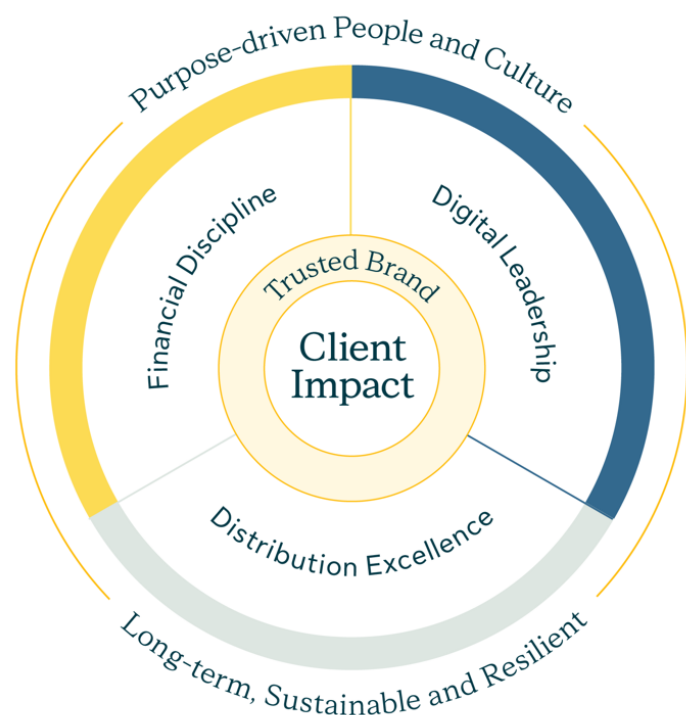 Purpose-driven People and Culture
Financial Discipline
Digital Leadership
Trusted Brand
Client
Impact
Distribution Excellence
Long-term, Sustainable and Resilient